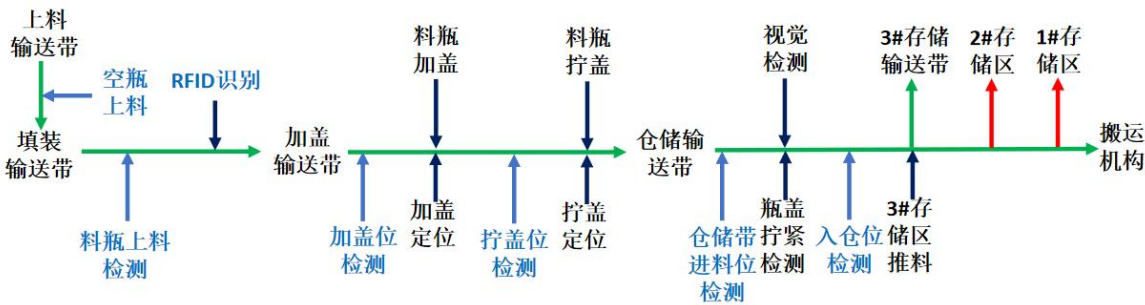 上料
输送带
空瓶
上料
RFID识别
填装
输送带
料瓶上料
检测
加盖
输送带
料瓶
加盖
料瓶
拧盖
加盖位
检测
加盖
定位
拧盖位
检测
拧盖
定位
仓储输
送带
视觉
检测
3#存储
输送带
2#存
储区
1#存
储区
搬运
机构
仓储带
进料位
检测
瓶盖
拧紧
检测
入仓位
检测
3#存
储区
推料